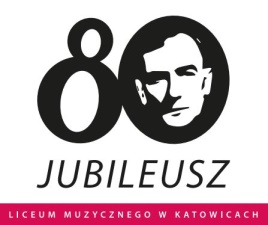 80
JUBILEUSZ
LICEUM MUZYCZNEGO W KATOWICACH